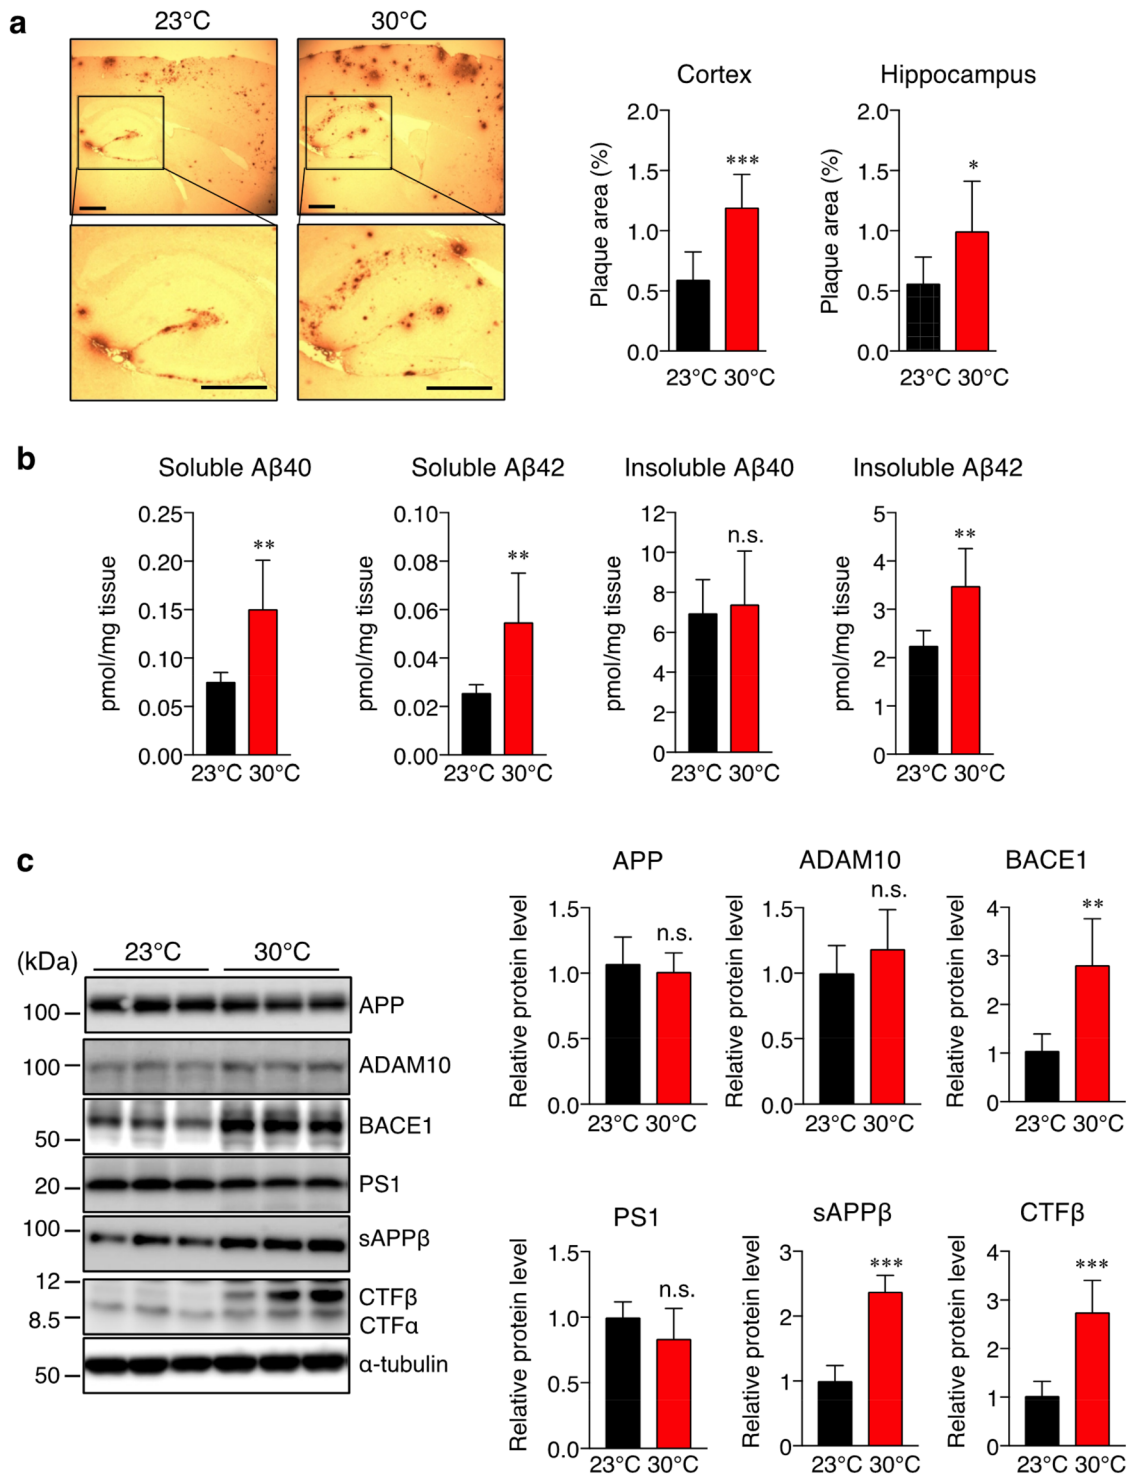 a
23°C 30°C
Cortex
Plaque area (%)
2.0
1.5
1.0
0.5
0.0
***
23°C 30°C
Hippocampus
Plaque area (%)
2.0
1.5
1.0
0.5
0.0
*
23°C 30°C
b
Soluble Aβ40
pmol/mg tissue
0.25
0.20
0.15
0.10
0.05
0.00
**
23°C 30°C
Soluble Aβ42
pmol/mg tissue
0.10
0.08
0.06
0.04
0.02
0.00
**
23°C 30°C
Insoluble Aβ40
pmol/mg tissue
12
10
8
6
4
2
0
n.s.
23°C 30°C
Insoluble Aβ42
pmol/mg tissue
5
4
3
2
1
0
**
23°C 30°C
c
(kDa) 23°C 30°C
100 APP
100 ADAM10
50 BACE1
20 PS1
100 sAPPβ
12 CTFβ
8.5 CTFα
50 α-tubulin
APP
Relative protein level
1.5
1.0
0.5
0.0
n.s.
23°C 30°C
ADAM10
Relative protein level
1.5
1.0
0.5
0.0
n.s.
23°C 30°C
BACE1
Relative protein level
4
3
2
1
0
**
23°C 30°C
PS1
Relative protein level
1.5
1.0
0.5
0.0
n.s.
23°C 30°C
sAPPβ
Relative protein level
3
2
1
0
***
23°C 30°C
CTFβ
Relative protein level
4
3
2
1
0
***
23°C 30°C